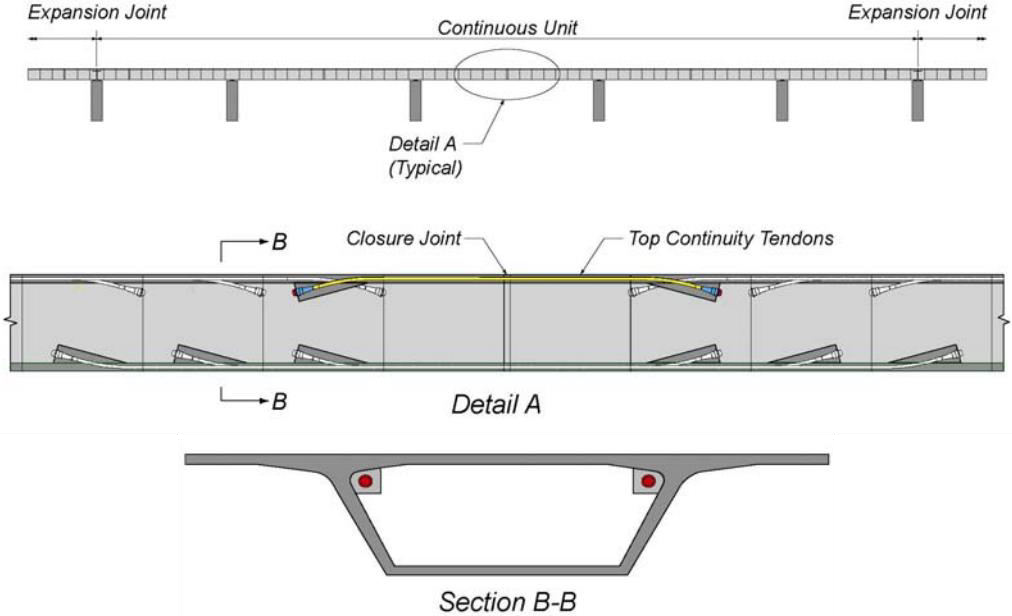 Expansion Joint
Expansion Joint
Continuous Unit
Detail A
(Typical)
B
Closure Joint
Top Continuity Tendons
B
Detail A
Section B-B